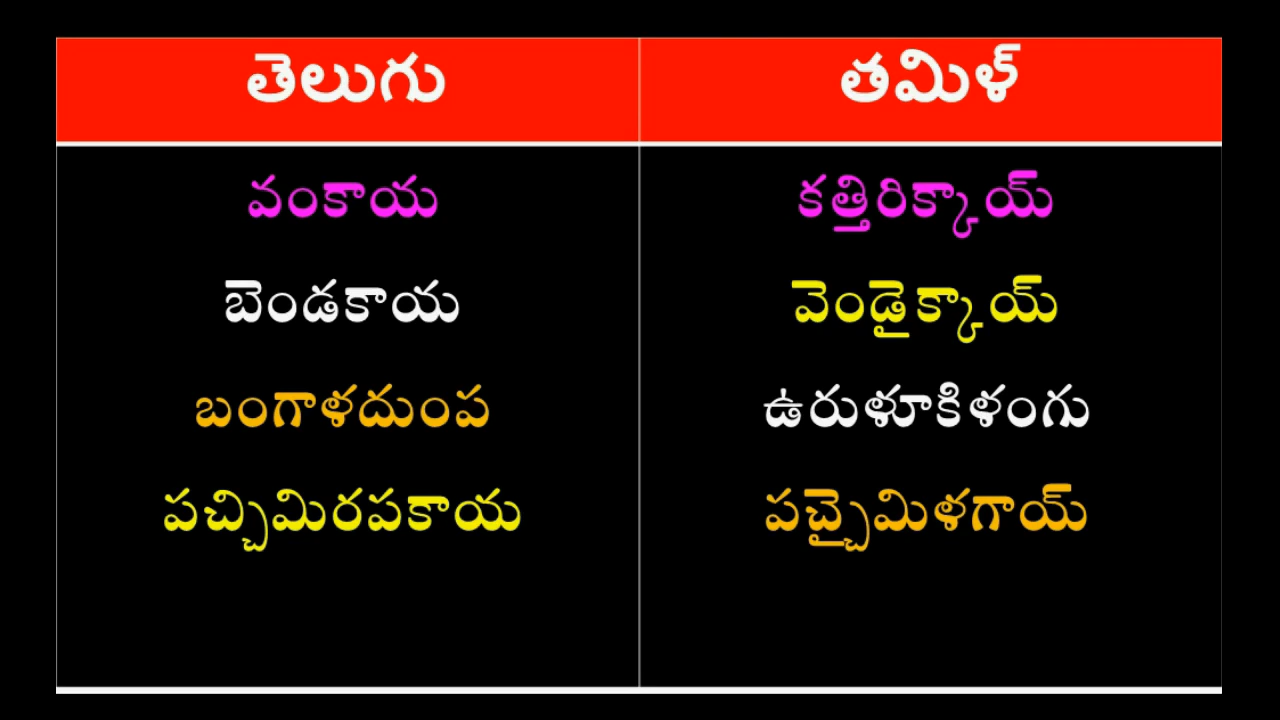 తెలుగు తమిళ్
వంకాయ కత్తిరిక్కాయ్
బెండకాయ వెండైక్కాయ్
బంగాళదుంప ఉరుళూకిళంగు
పచ్చిమిరపకాయ పచ్చైమిళగాయ్